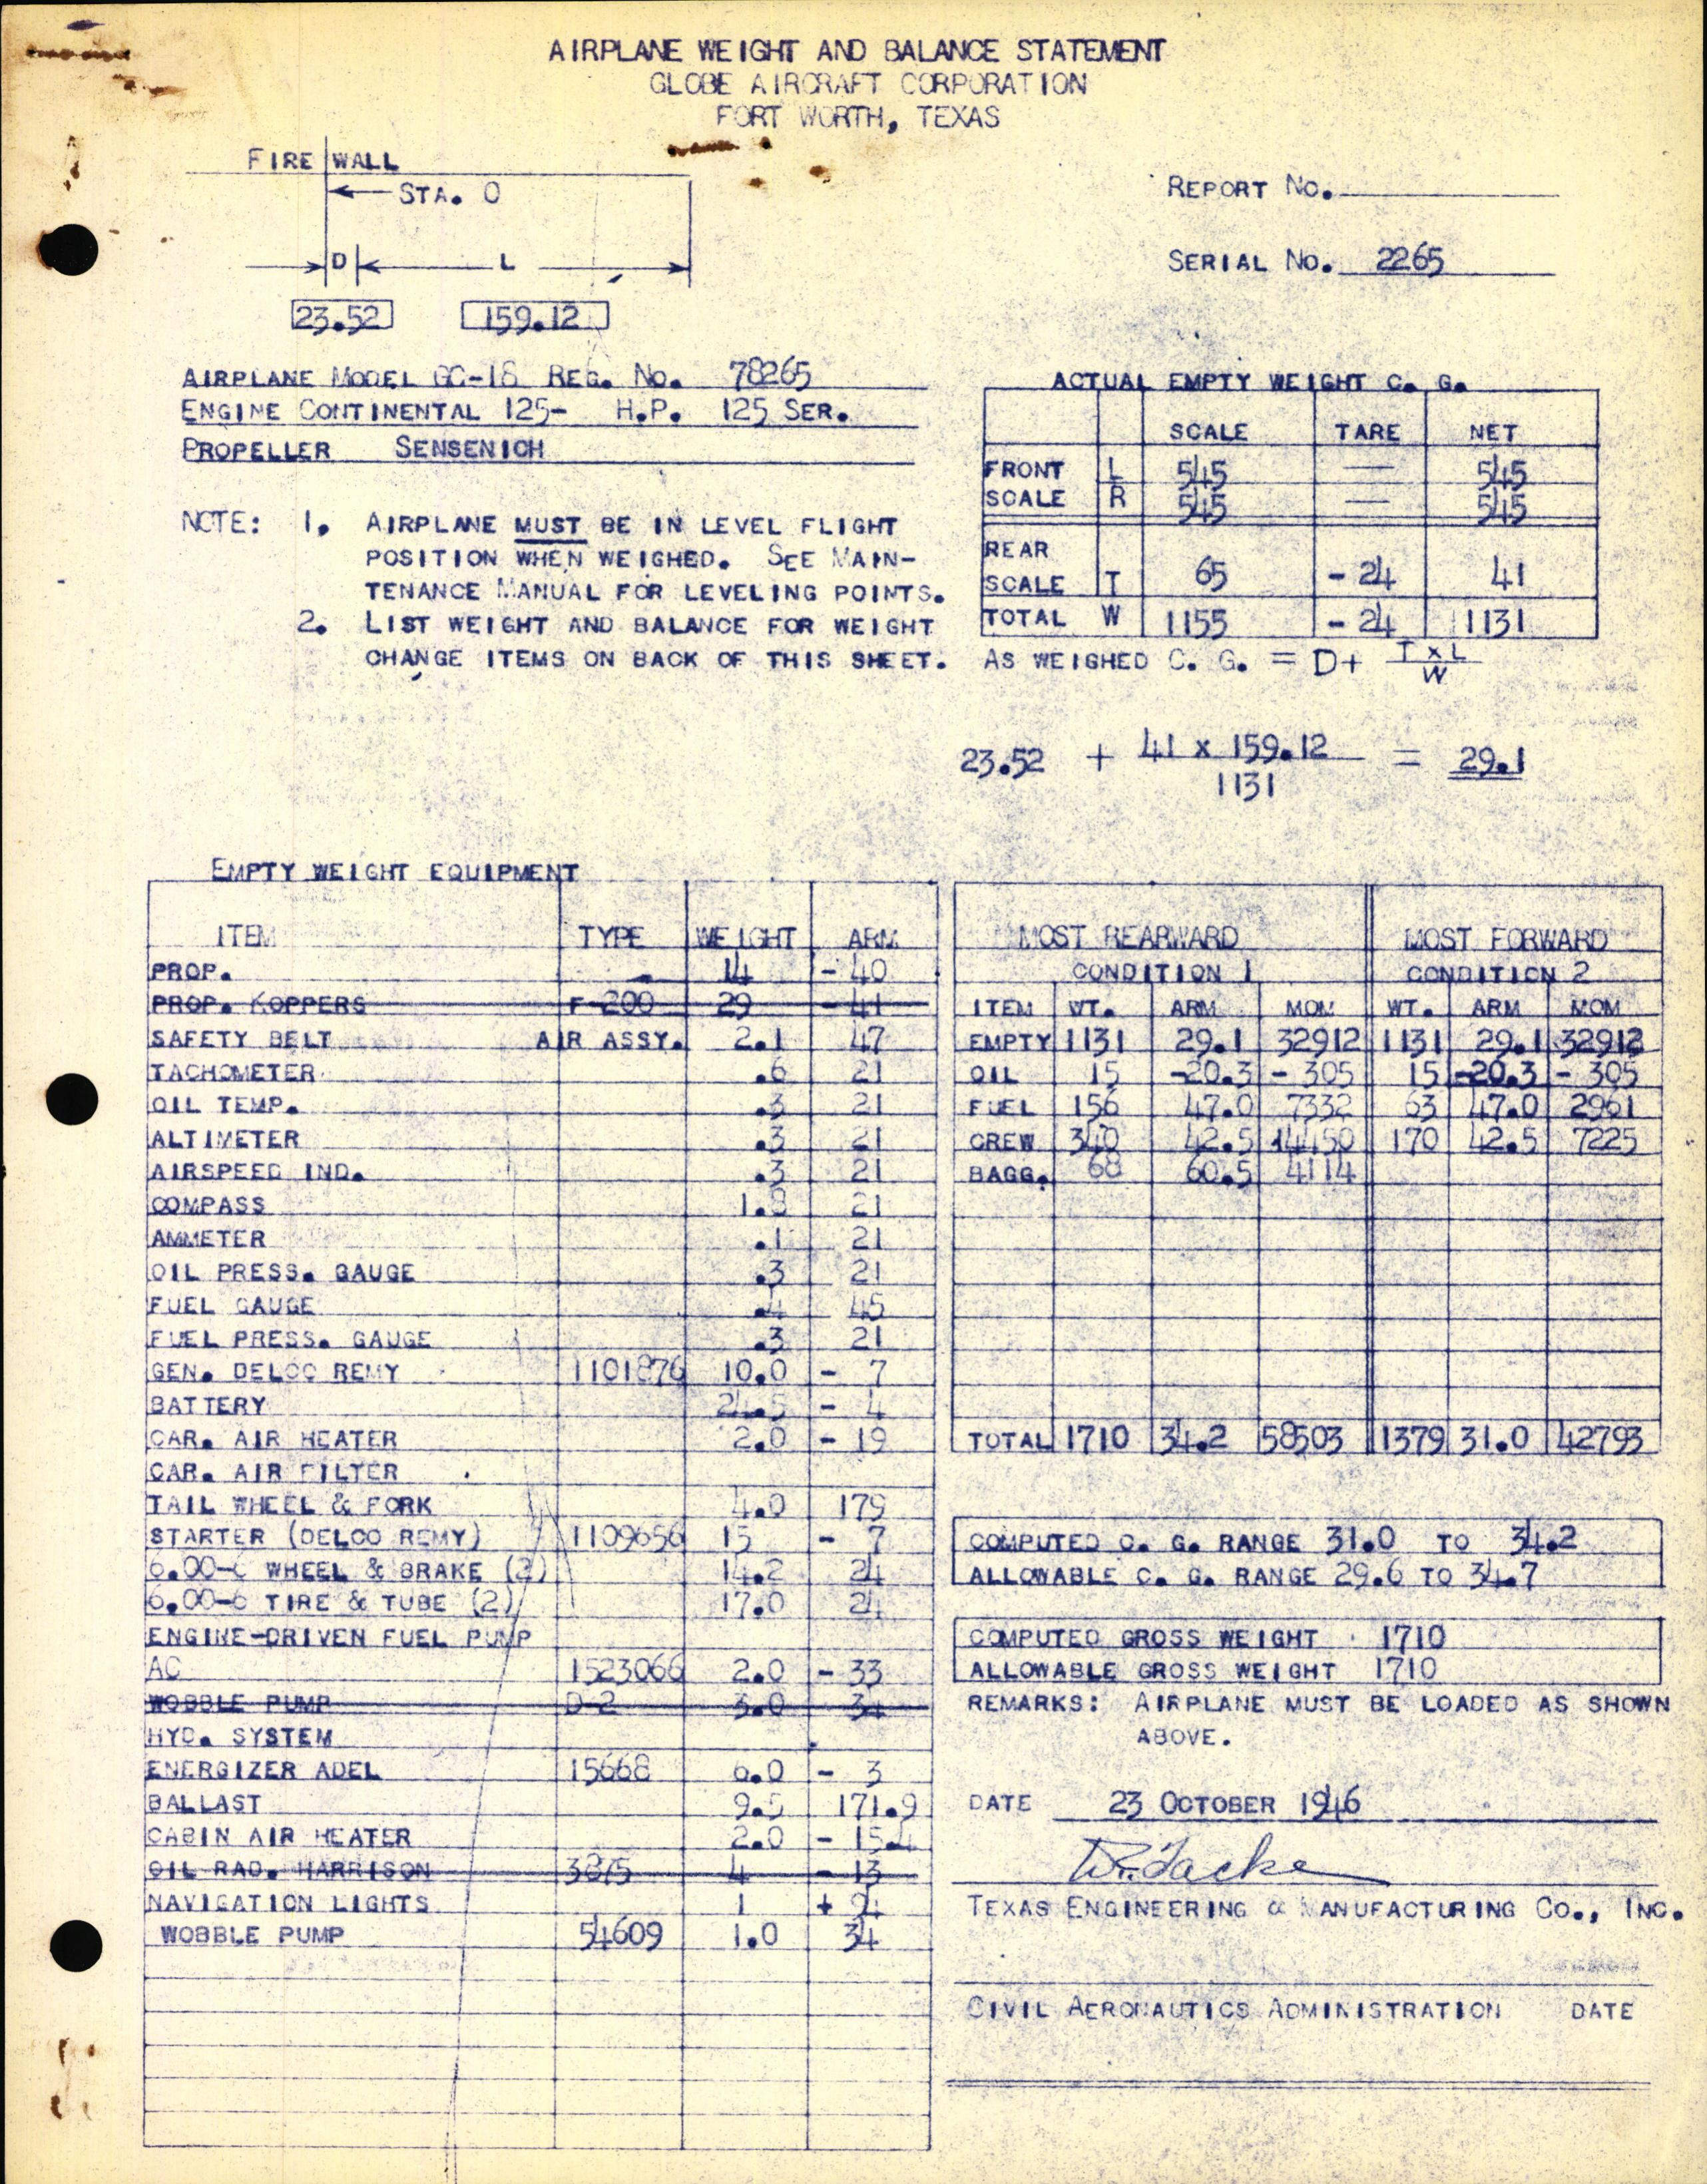 AIRPLANE WEIGHT AND BALANCE STATEMENT
GLOBE AIRCRAFT CORPORATION
FORT WORTH, TEXAS
FIRE WALL
STA. 0
D L
23.52 159.12
REPORT NO.
SERIAL NO. 2265
AIRPLANE MODEL GC-1B REG. NO. 78265
ENGINE CONTINENTAL 125- H.P. 125 SER.
PROPELLER SENSENICH
NOTE: 1. AIRPLANE MUST BE IN LEVEL FLIGHT
POSITION WHEN WEIGHED. SEE MAIN-
TENANCE MANUAL FOR LEVELING POINTS.
2. LIST WEIGHT AND BALANCE FOR WEIGHT
CHANGE ITEMS ON BACK OF THIS SHEET.
ACTUAL EMPTY WEIGHT C. G.
SCALE TARE NET
FRONT L 545 — 545
SCALE R 545 — 545
REAR
SCALE T 65 - 24 41
TOTAL W 1155 - 24 1131
AS WEIGHED C. G. = D+ T x L
W
23.52 + 41 x 159.12 = 29.1
1131
EMPTY WEIGHT EQUIPMENT
ITEM TYPE WEIGHT ARM
PROP. 14 - 40
PROP. KOPPERS F-200 29 - 41
SAFETY BELT AIR ASSY. 2.1 47
TACHOMETER .6 21
OIL TEMP. .3 21
ALTIMETER .3 21
AIRSPEED IND. .3 21
COMPASS 1.8 21
AMMETER .1 21
OIL PRESS. GAUGE .3 21
FUEL GAUGE .4 45
FUEL PRESS. GAUGE .3 21
GEN. DELCO REMY 1101876 10.0 - 7
BATTERY 24.5 - 4
CAR. AIR HEATER 2.0 - 19
CAR. AIR FILTER
TAIL WHEEL & FORK 4.0 179
STARTER (DELCO REMY) 1109656 15 - 7
6.00-6 WHEEL & BRAKE (2) 14.2 24
6.00-6 TIRE & TUBE (2) 17.0 24
ENGINE-DRIVEN FUEL PUMP
AC 1523066 2.0 - 33
WOBBLE PUMP D-2 3.0 34
HYD. SYSTEM
ENERGIZER ADEL 15668 6.0 - 3
BALLAST 9.5 171.9
CABIN AIR HEATER 2.0 - 15.4
OIL RAD. HARRISON 3875 4 - 13
NAVIGATION LIGHTS 1 +
WOBBLE PUMP 54609 1.0 34
MOST REARWARD MOST FORWARD
CONDITION 1 CONDITION 2
ITEM WT. ARM MOM WT. ARM MOM
EMPTY 1131 29.1 32912 1131 29.1 32912
OIL 15 -20.3 - 305 15 -20.3 - 305
FUEL 156 47.0 7332 63 47.0 2961
CREW 340 42.5 14450 170 42.5 7225
BAGG. 68 60.5 4114
TOTAL 1710 34.2 58503 1379 31.0 42793
COMPUTED C. G. RANGE 31.0 TO 34.2
ALLOWABLE C. G. RANGE 29.6 TO 34.7
COMPUTED GROSS WEIGHT 1710
ALLOWABLE GROSS WEIGHT 1710
REMARKS: AIRPLANE MUST BE LOADED AS SHOWN
ABOVE.
DATE 23 OCTOBER 1946
TEXAS ENGINEERING & MANUFACTURING CO., INC.
CIVIL AERONAUTICS ADMINISTRATION DATE